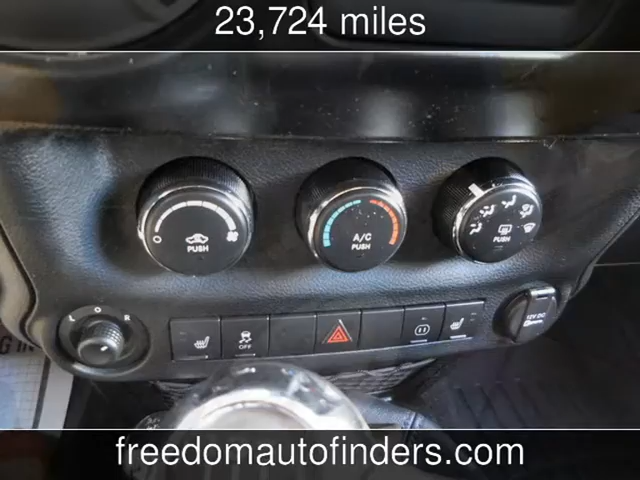 23,724 miles
PUSH
A/C
PUSH
PUSH
L O R
OFF
12V DC
freedomautofinders.com